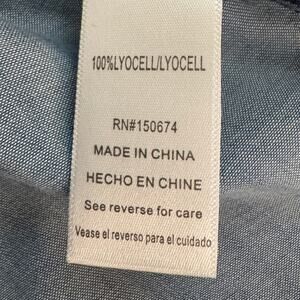 100%LYOCELL/LYOCELL
RN#150674
MADE IN CHINA
HECHO EN CHINE
See reverse for care
Vease el reverso para el cuidado